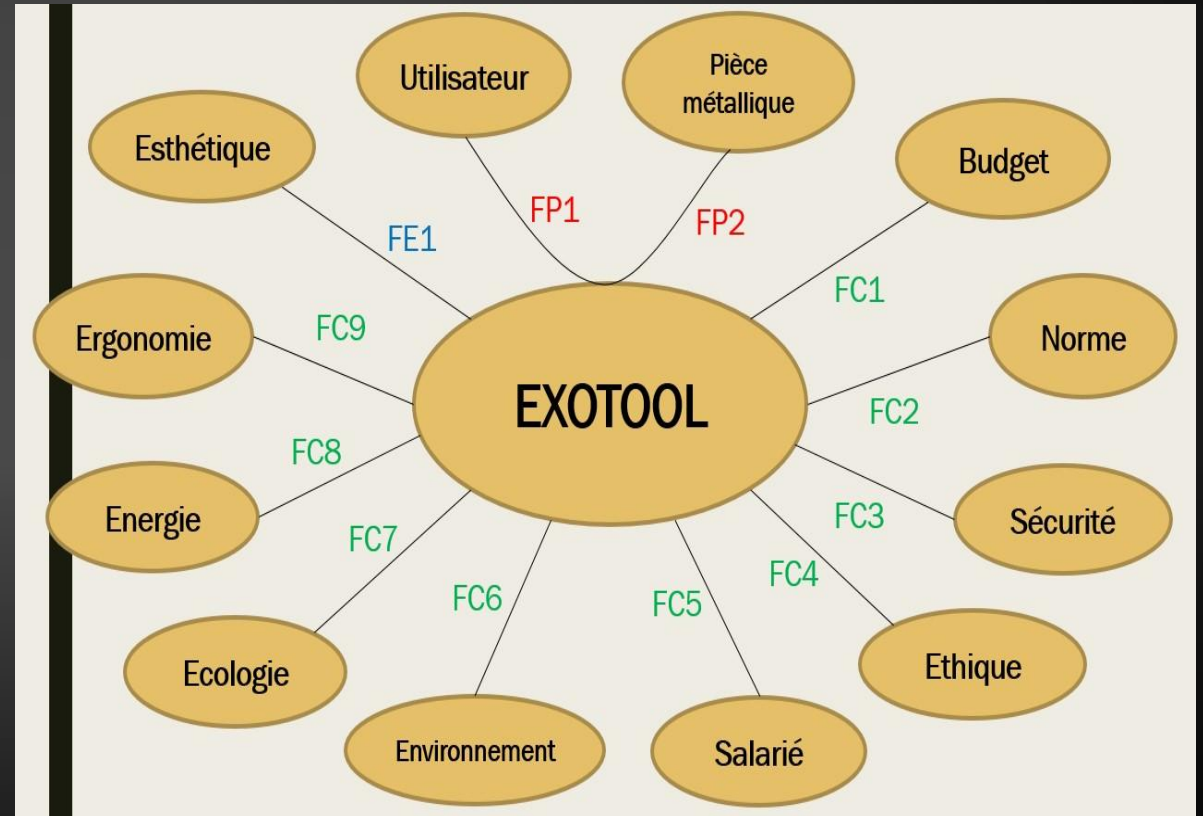 Utilisateur
Pièce
métallique
Esthétique
Budget
FP1
FP2
FE1
FC1
Ergonomie
FC9
Norme
EXOTOOL
FC2
FC8
Energie
FC3
Sécurité
FC7
FC4
FC6
FC5
Ecologie
Ethique
Environnement
Salarié